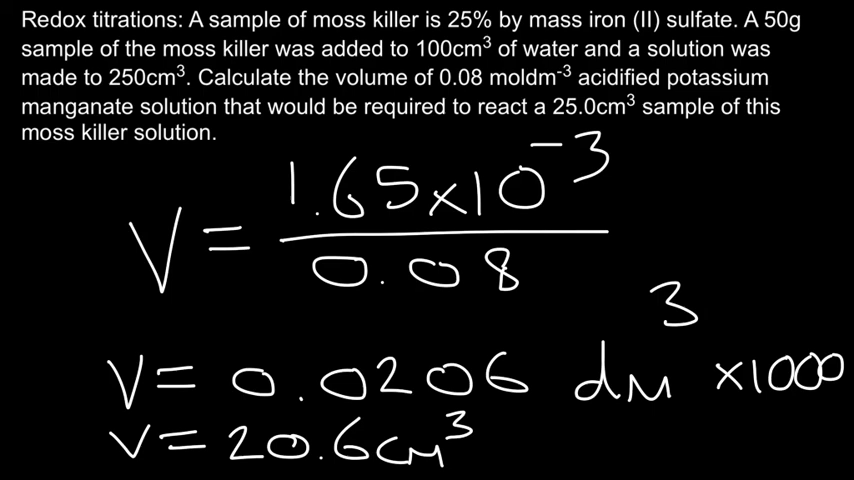 Redox titrations: A sample of moss killer is 25% by mass iron (II) sulfate. A 50g
sample of the moss killer was added to 100cm³ of water and a solution was
made to 250cm³. Calculate the volume of 0.08 moldm⁻³ acidified potassium
manganate solution that would be required to react a 25.0cm³ sample of this
moss killer solution.
V = 1.65x10⁻³
0.08
V = 0.0206 dm³ x1000
V = 20.6cm³